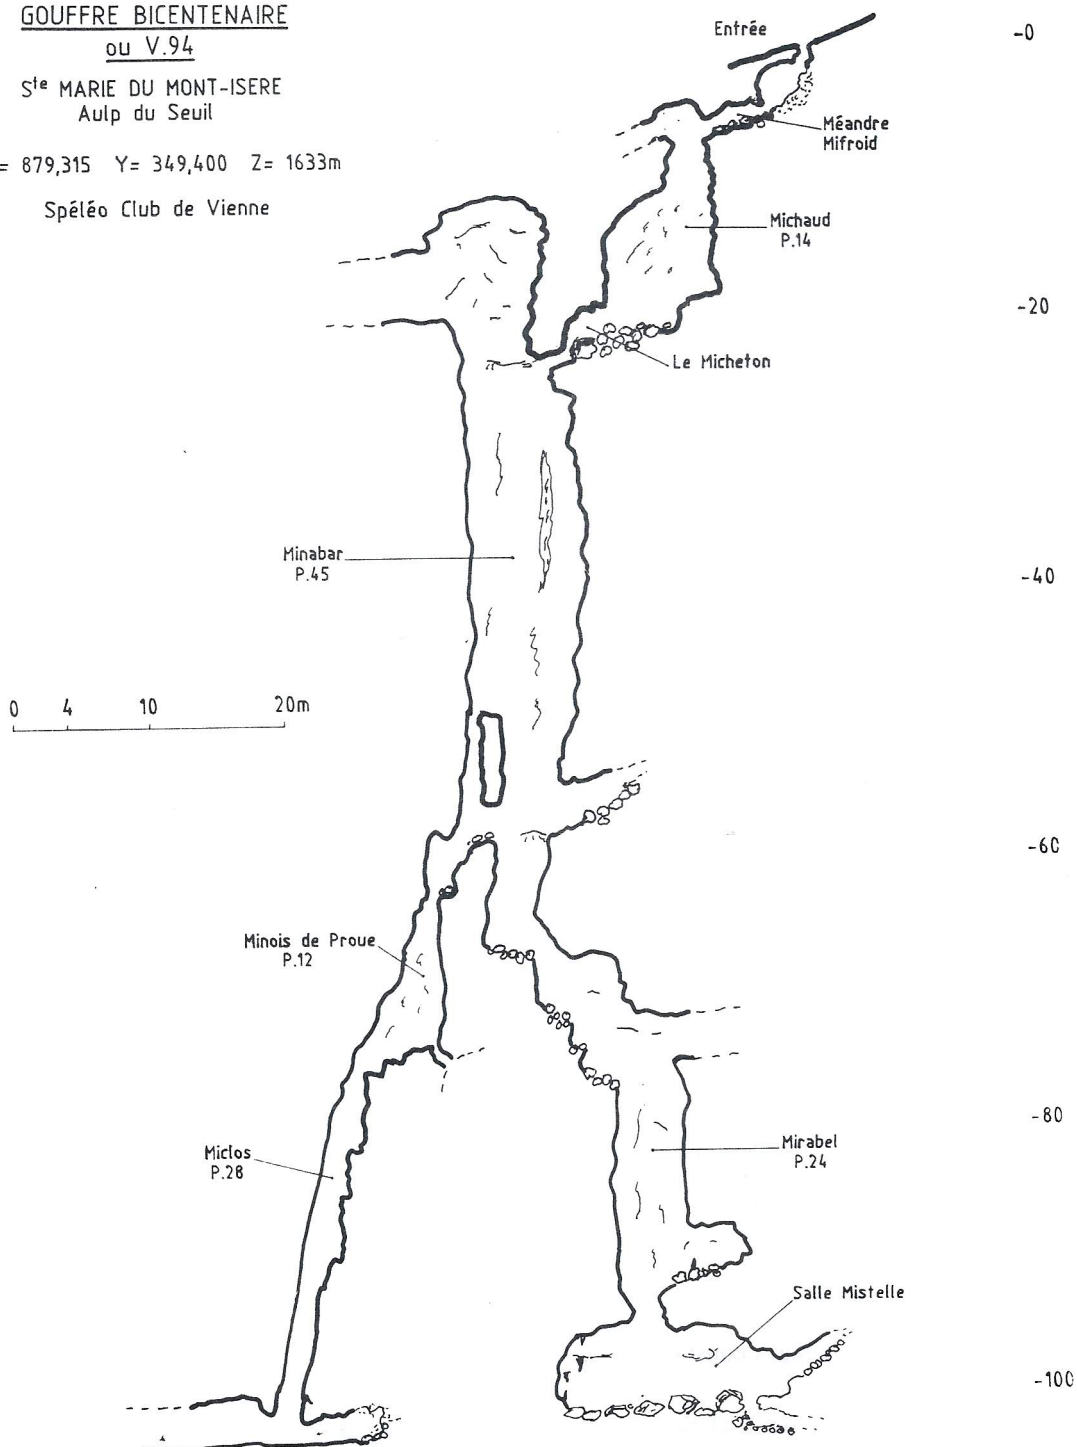 GOUFFRE BICENTENAIRE
ou V.94
Ste MARIE DU MONT-ISERE
Aulp du Seuil
= 879,315 Y= 349,400 Z= 1633m
Spéléo Club de Vienne
Entrée
-0
Méandre
Mifroid
Michaud
P.14
-20
Le Micheton
Minabar
P.45
-40
0 4 10 20m
-60
Minois de Proue
P.12
-80
Miclos
P.28
Mirabel
P.24
Salle Mistelle
-100